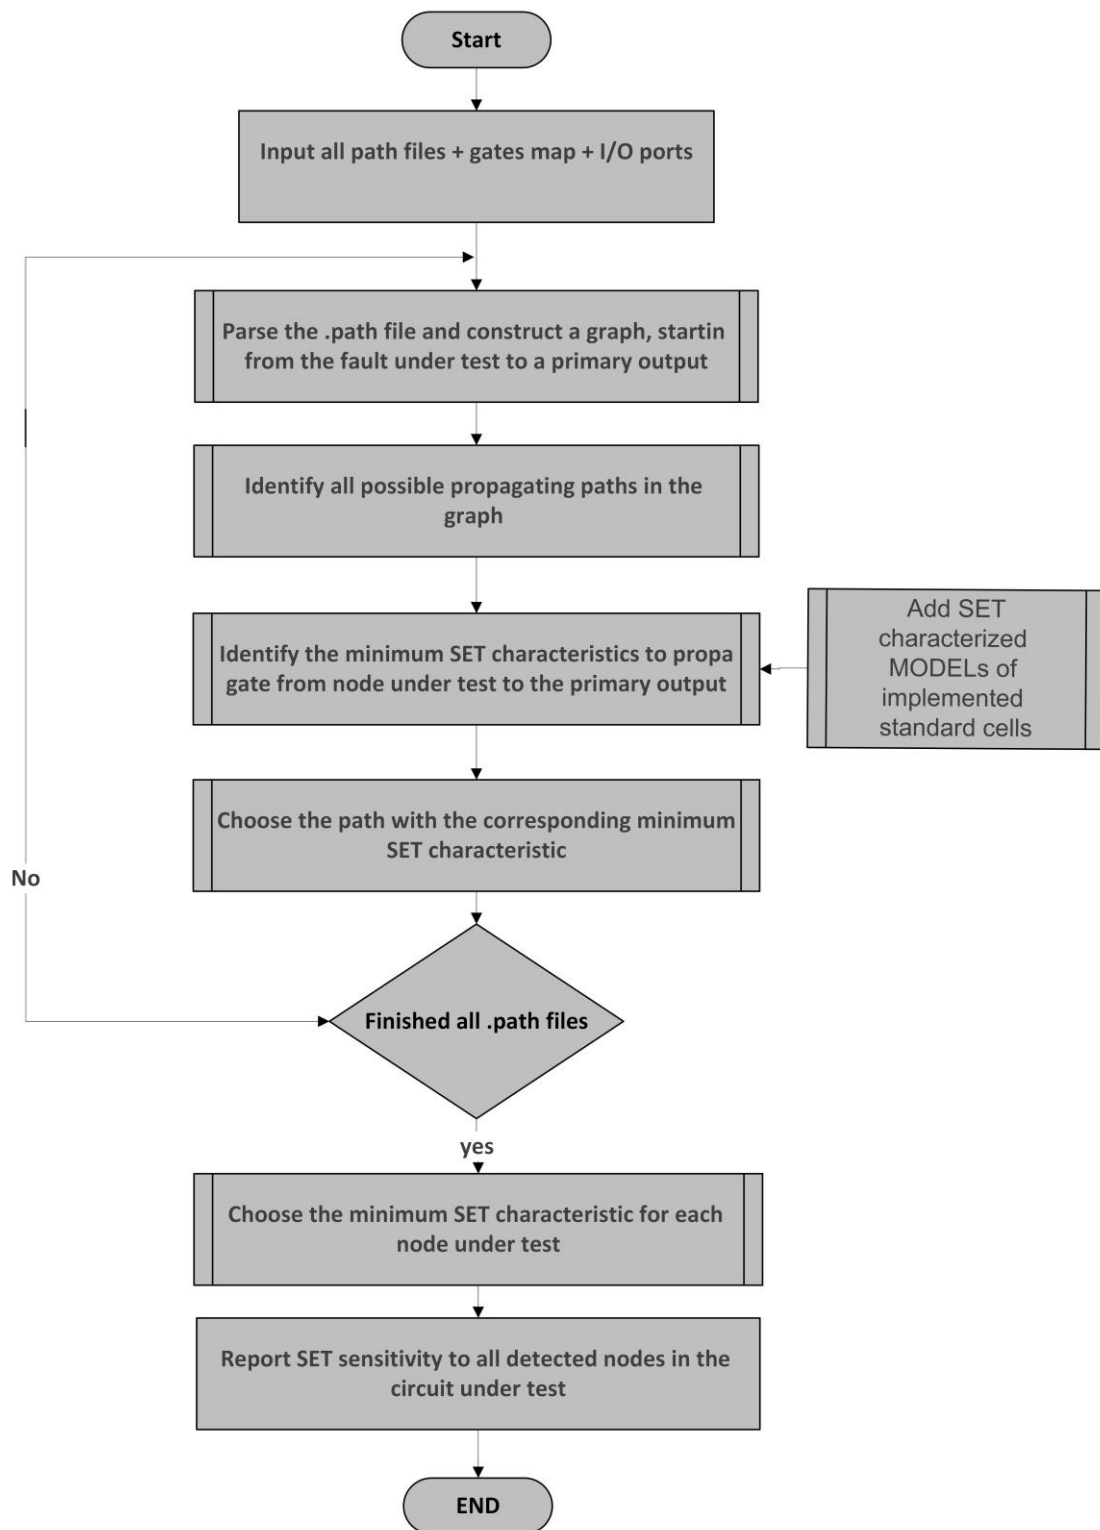 Start
Input all path files + gates map + I/O ports
Parse the .path file and construct a graph, startin
from the fault under test to a primary output
Identify all possible propagating paths in the
graph
Identify the minimum SET characteristics to propa
gate from node under test to the primary output
Add SET
characterized
MODELs of
implemented
standard cells
Choose the path with the corresponding minimum
SET characteristic
No
Finished all .path files
yes
Choose the minimum SET characteristic for each
node under test
Report SET sensitivity to all detected nodes in the
circuit under test
END